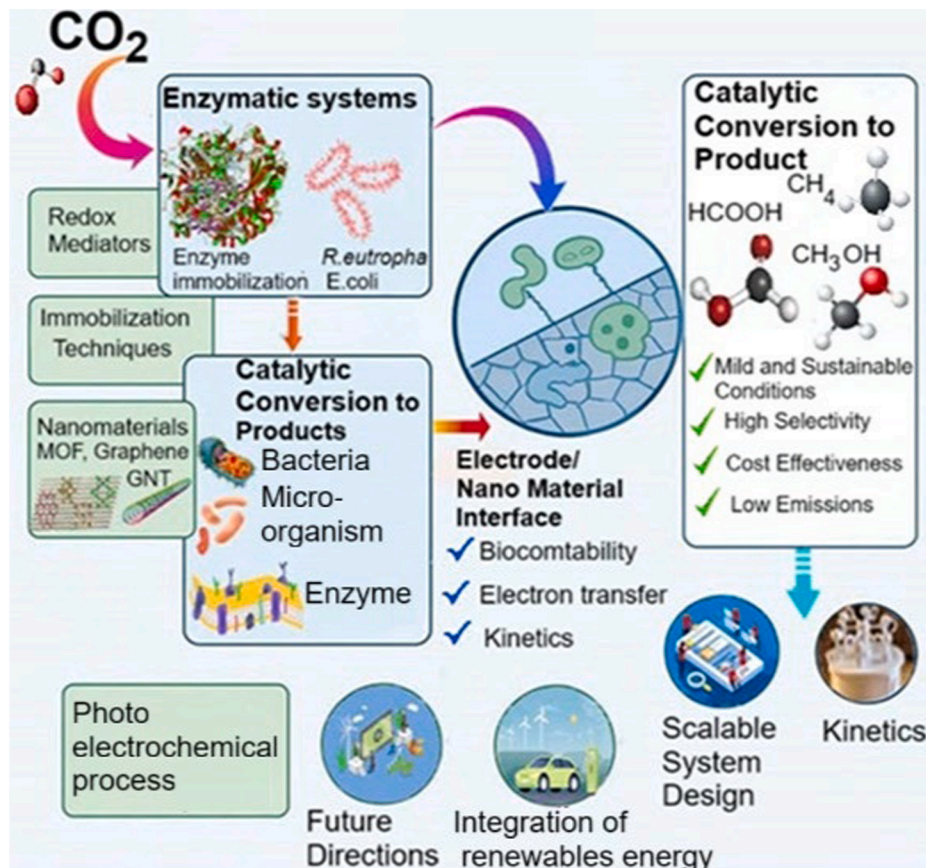 CO2
Enzymatic systems
Enzyme
immobilization
R.eutropha
E.coli
Redox
Mediators
Immobilization
Techniques
Nanomaterials
MOF, Graphene
GNT
Catalytic
Conversion to
Products
Bacteria
Micro-
organism
Enzyme
Electrode/
Nano Material
Interface
✓ Biocomtability
✓ Electron transfer
✓ Kinetics
Catalytic
Conversion to
Product
CH4
HCOOH
CH3OH
✓ Mild and Sustainable
Conditions
✓ High Selectivity
✓ Cost Effectiveness
✓ Low Emissions
Scalable
System
Design
Kinetics
Photo
electrochemical
process
Future
Directions
Integration of
renewables energy